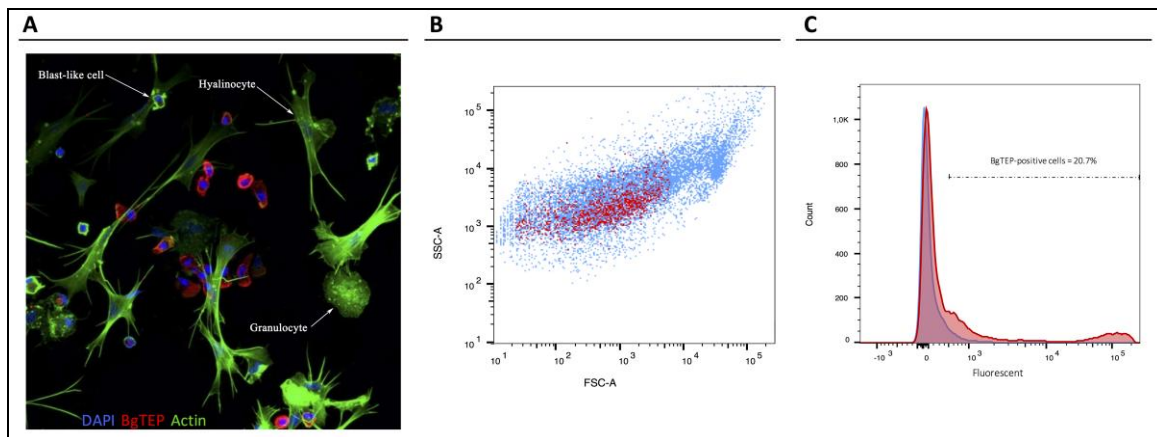 A
Blast-like cell
Hyalinocyte
Granulocyte
DAPI BgTEP Actin
B
SSC-A
10^5
10^4
10^3
10^2
10^1
10^1 10^2 10^3 10^4 10^5
FSC-A
C
Count
1,0K
800
600
400
200
0
BgTEP-positive cells = 20.7%
-10^3 0 10^3 10^4 10^5
Fluorescent